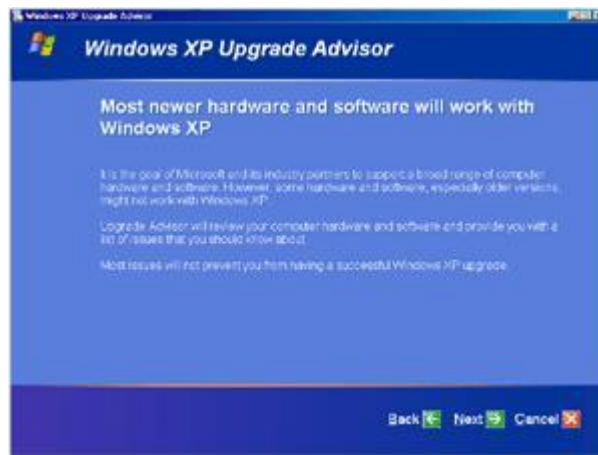 Windows XP Upgrade Advisor
Windows XP Upgrade Advisor
Most newer hardware and software will work with
Windows XP
It is the goal of Microsoft and its industry partners to support a broad range of computer
hardware and software. However, some hardware and software, especially older versions,
might not work with Windows XP.
Upgrade Advisor will review your computer hardware and software and provide you with a
list of issues that you should know about.
Most issues will not prevent you from having a successful Windows XP upgrade.
Back Next Cancel